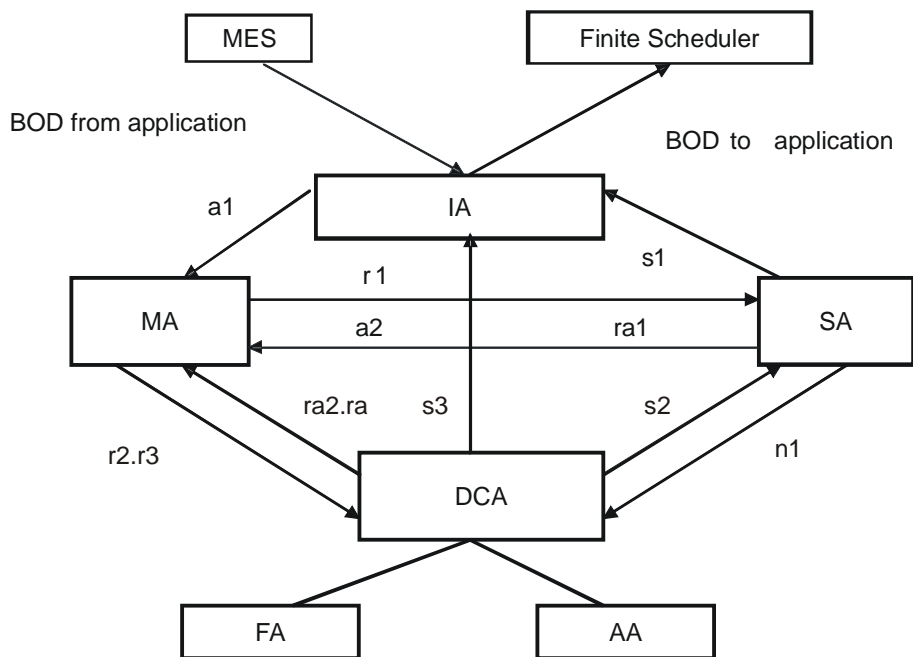 MES
Finite Scheduler
BOD from application
BOD to application
IA
a1
s1
r1
MA
SA
a2
ra1
ra2.ra
s3
s2
r2.r3
n1
DCA
FA
AA